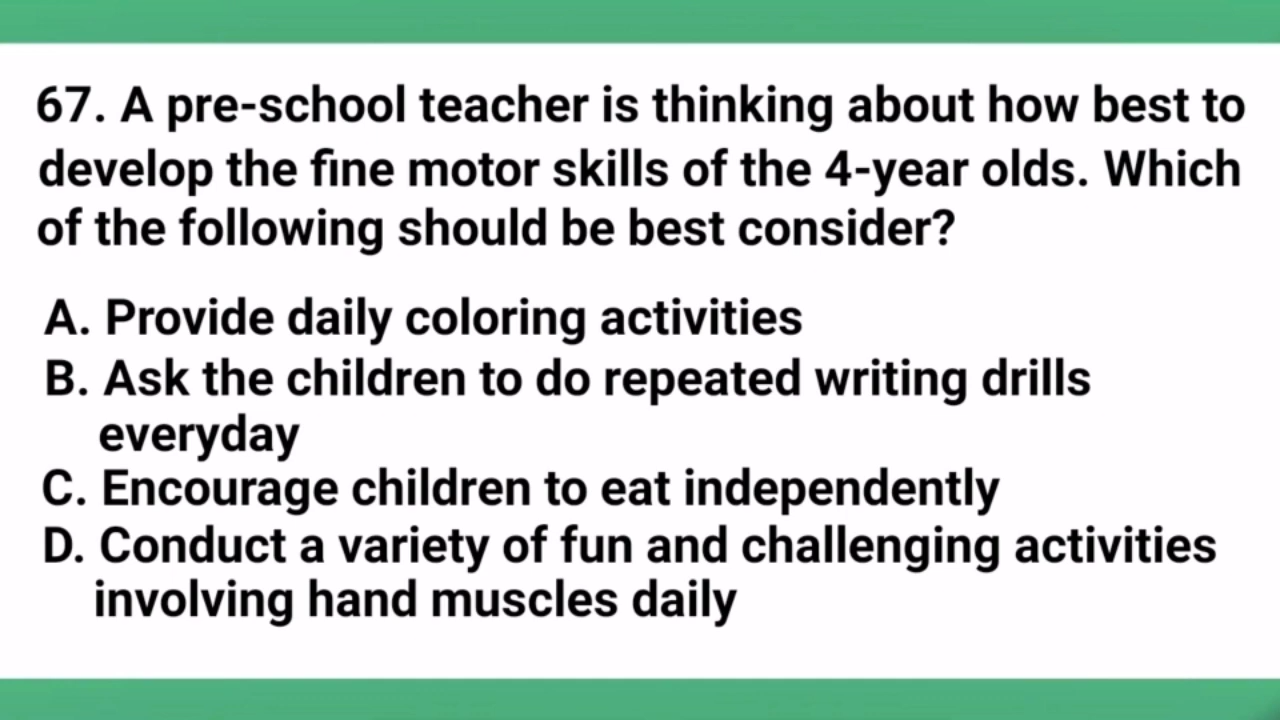 67. A pre-school teacher is thinking about how best to
develop the fine motor skills of the 4-year olds. Which
of the following should be best consider?
A. Provide daily coloring activities
B. Ask the children to do repeated writing drills
everyday
C. Encourage children to eat independently
D. Conduct a variety of fun and challenging activities
involving hand muscles daily